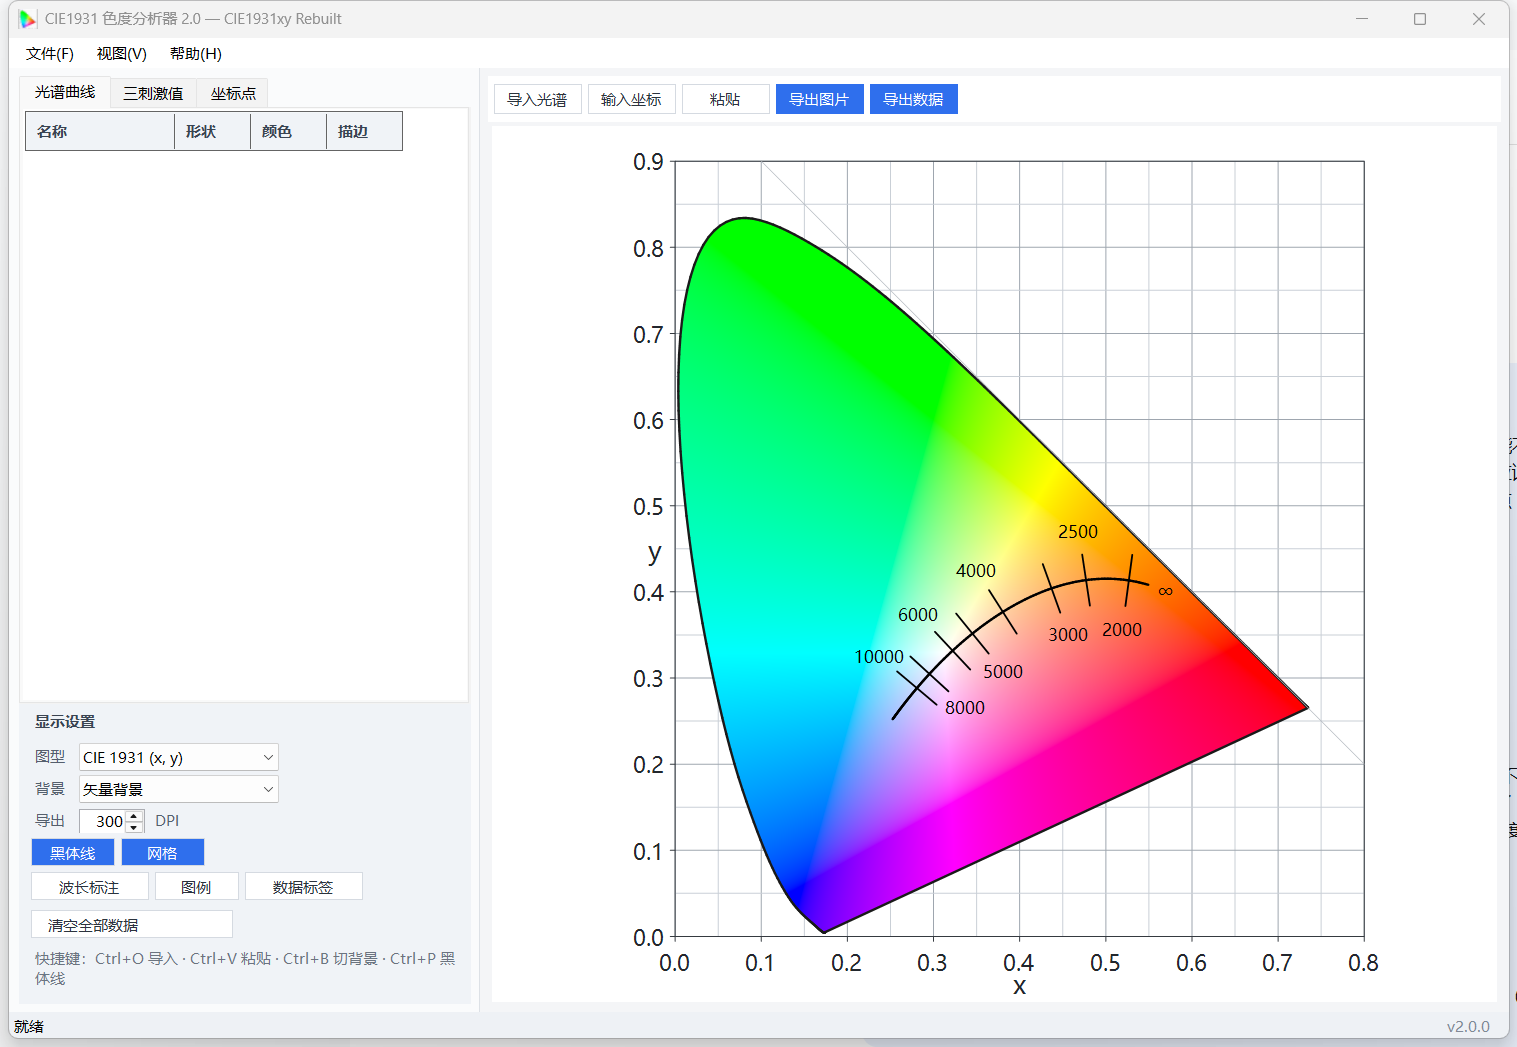 CIE1931 色度分析器 2.0 — CIE1931xy Rebuilt
文件(F) 视图(V) 帮助(H)
光谱曲线 三刺激值 坐标点
名称 形状 颜色 描边
导入光谱 输入坐标 粘贴 导出图片 导出数据
0.9
0.8
0.7
0.6
0.5
y
0.4
0.3
0.2
0.1
0.0
2500
4000
∞
6000
3000 2000
10000
5000
8000
0.0 0.1 0.2 0.3 0.4 0.5 0.6 0.7 0.8
x
显示设置
图型 CIE 1931 (x, y)
背景 矢量背景
导出 300 DPI
黑体线 网格
波长标注 图例 数据标签
清空全部数据
快捷键：Ctrl+O 导入 · Ctrl+V 粘贴 · Ctrl+B 切背景 · Ctrl+P 黑
体线
就绪 v2.0.0